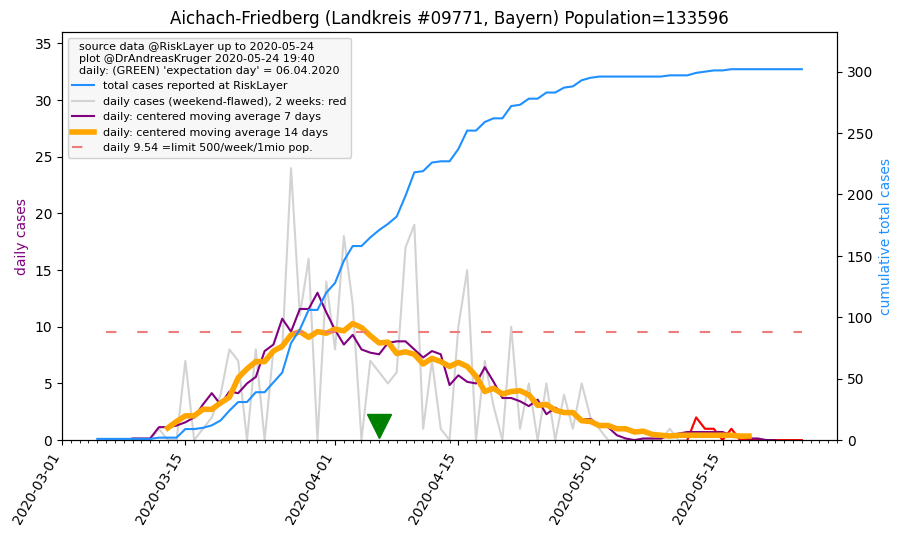 Aichach-Friedberg (Landkreis #09771, Bayern) Population=133596
source data @RiskLayer up to 2020-05-24
plot @DrAndreasKruger 2020-05-24 19:40
daily: (GREEN) 'expectation day' = 06.04.2020
total cases reported at RiskLayer
daily cases (weekend-flawed), 2 weeks: red
daily: centered moving average 7 days
daily: centered moving average 14 days
daily 9.54 =limit 500/week/1mio pop.
daily cases
35
30
25
20
15
10
5
0
cumulative total cases
300
250
200
150
100
50
0
2020-03-01
2020-03-15
2020-04-01
2020-04-15
2020-05-01
2020-05-15